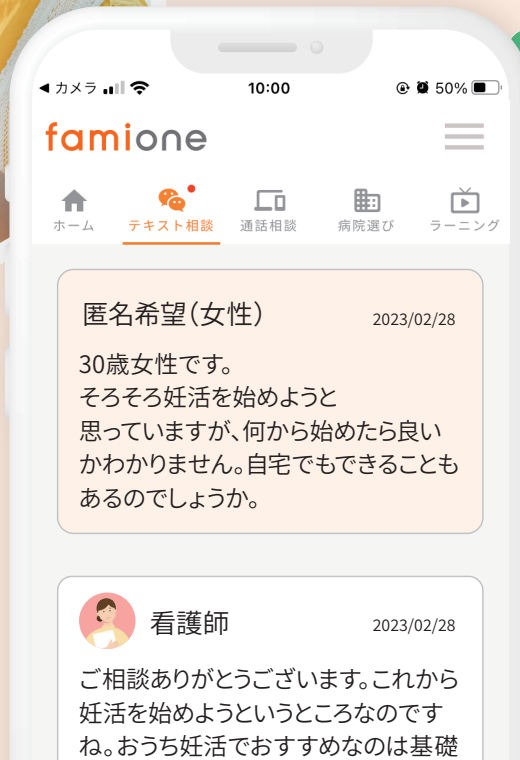 カメラ 10:00 50%
famione
ホーム テキスト相談 通話相談 病院選び ラーニング
匿名希望(女性) 2023/02/28
30歳女性です。
そろそろ妊活を始めようと
思っていますが、何から始めたら良い
かわかりません。自宅でもできることも
あるのでしょうか。
看護師 2023/02/28
ご相談ありがとうございます。これから
妊活を始めようというところなのです
ね。おうち妊活でおすすめなのは基礎